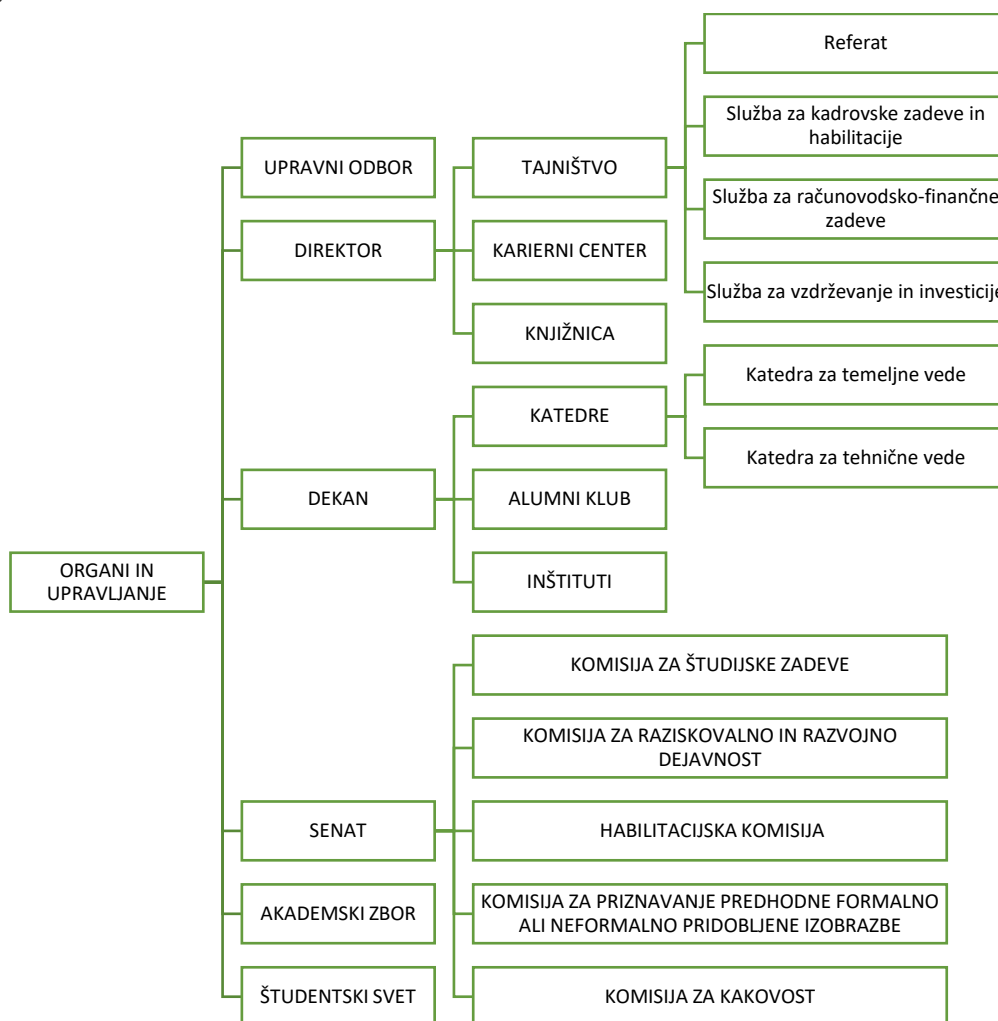 Referat
Služba za kadrovske zadeve in
habilitacije
UPRAVNI ODBOR
TAJNIŠTVO
Služba za računovodsko-finančne
zadeve
DIREKTOR
KARIERNI CENTER
Služba za vzdrževanje in investicije
KNJIŽNICA
Katedra za temeljne vede
KATEDRE
Katedra za tehnične vede
DEKAN
ALUMNI KLUB
ORGANI IN
UPRAVLJANJE
INŠTITUTI
KOMISIJA ZA ŠTUDIJSKE ZADEVE
KOMISIJA ZA RAZISKOVALNO IN RAZVOJNO
DEJAVNOST
SENAT
HABILITACIJSKA KOMISIJA
AKADEMSKI ZBOR
KOMISIJA ZA PRIZNAVANJE PREDHODNE FORMALNO
ALI NEFORMALNO PRIDOBLJENE IZOBRAZBE
ŠTUDENTSKI SVET
KOMISIJA ZA KAKOVOST